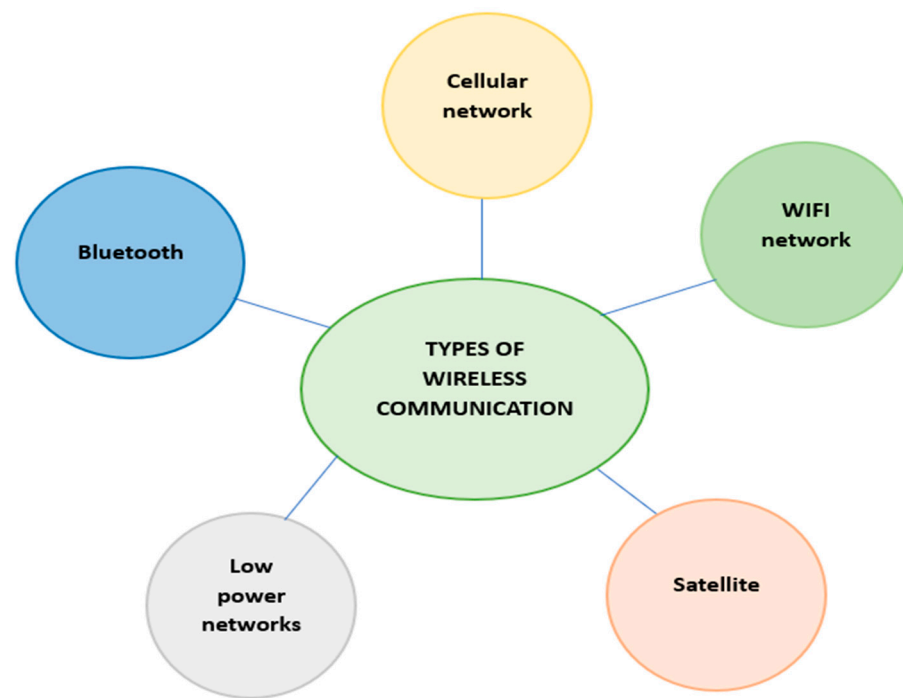 Cellular
network
WIFI
network
Bluetooth
TYPES OF
WIRELESS
COMMUNICATION
Low
power
networks
Satellite